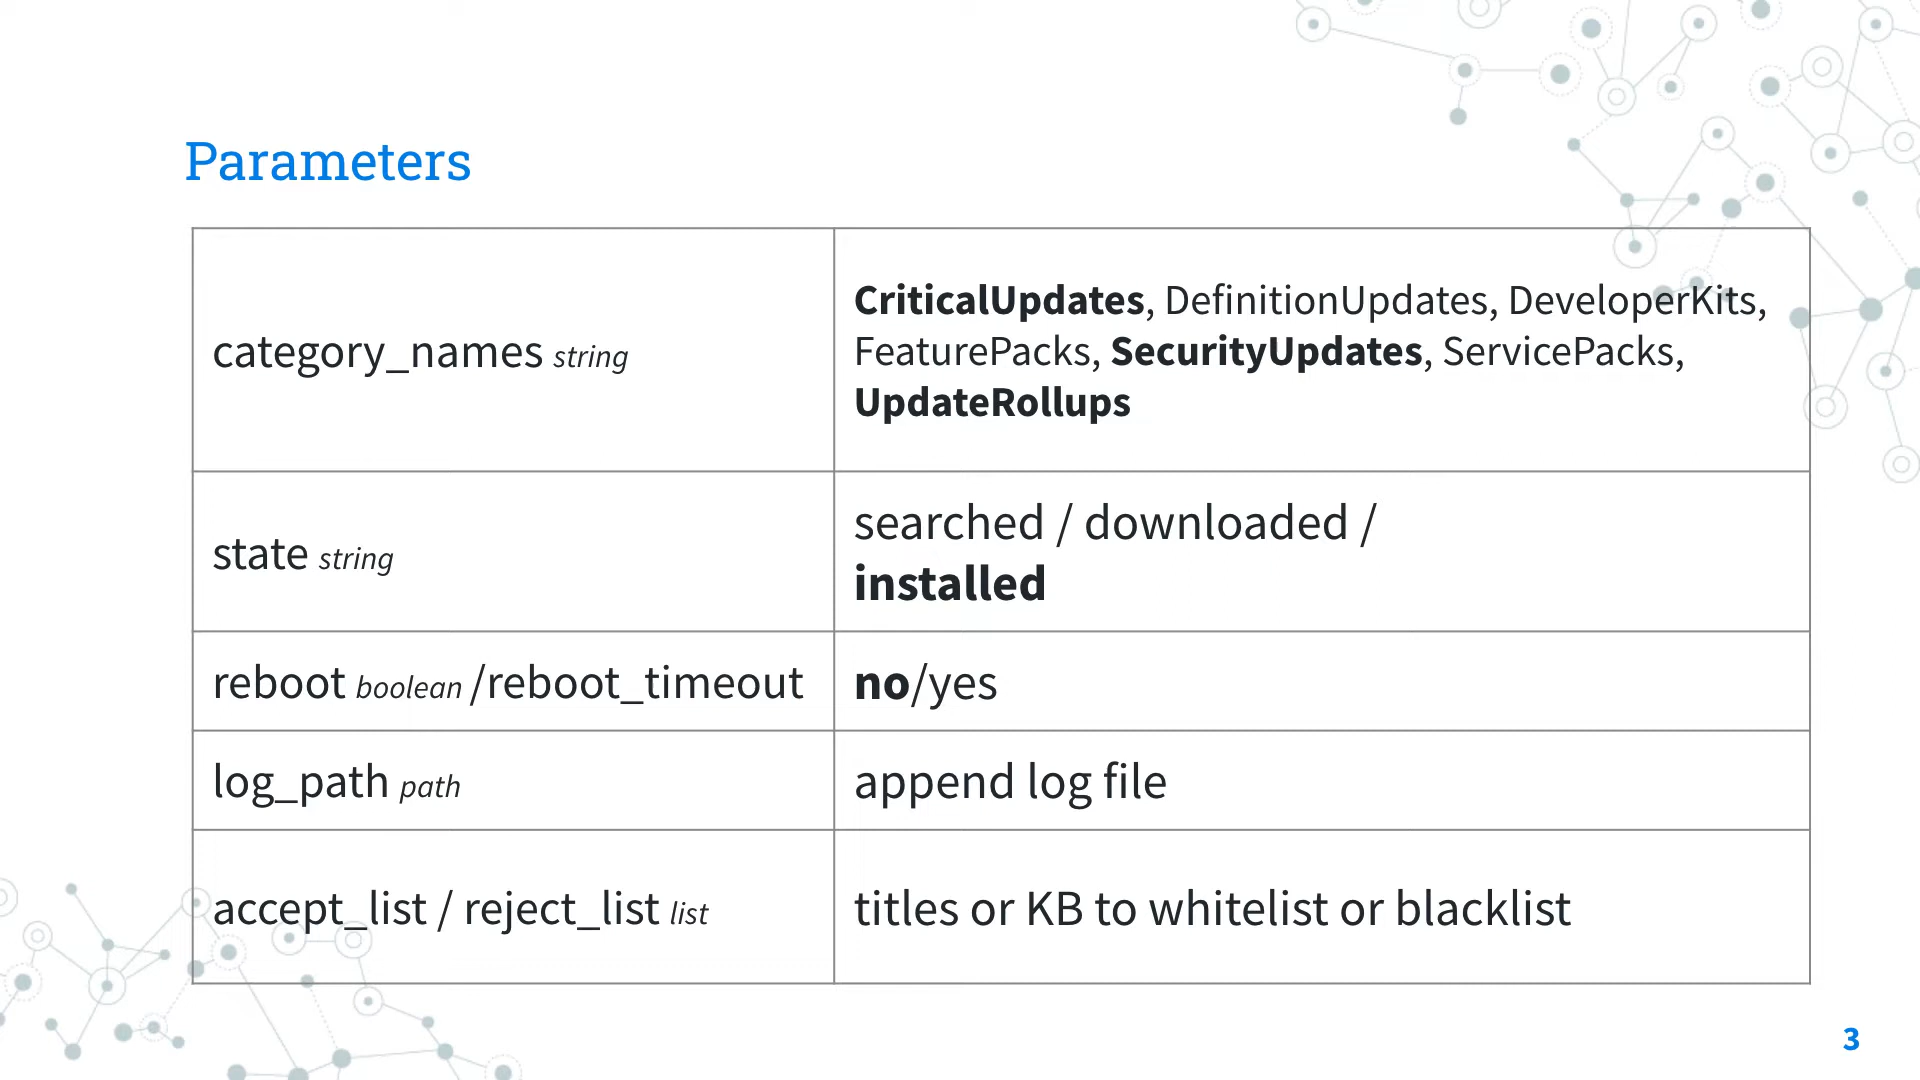 Parameters
category_names string
CriticalUpdates, DefinitionUpdates, DeveloperKits,
FeaturePacks, SecurityUpdates, ServicePacks,
UpdateRollups
state string
searched / downloaded /
installed
reboot boolean /reboot_timeout
no/yes
log_path path
append log file
accept_list / reject_list list
titles or KB to whitelist or blacklist
3